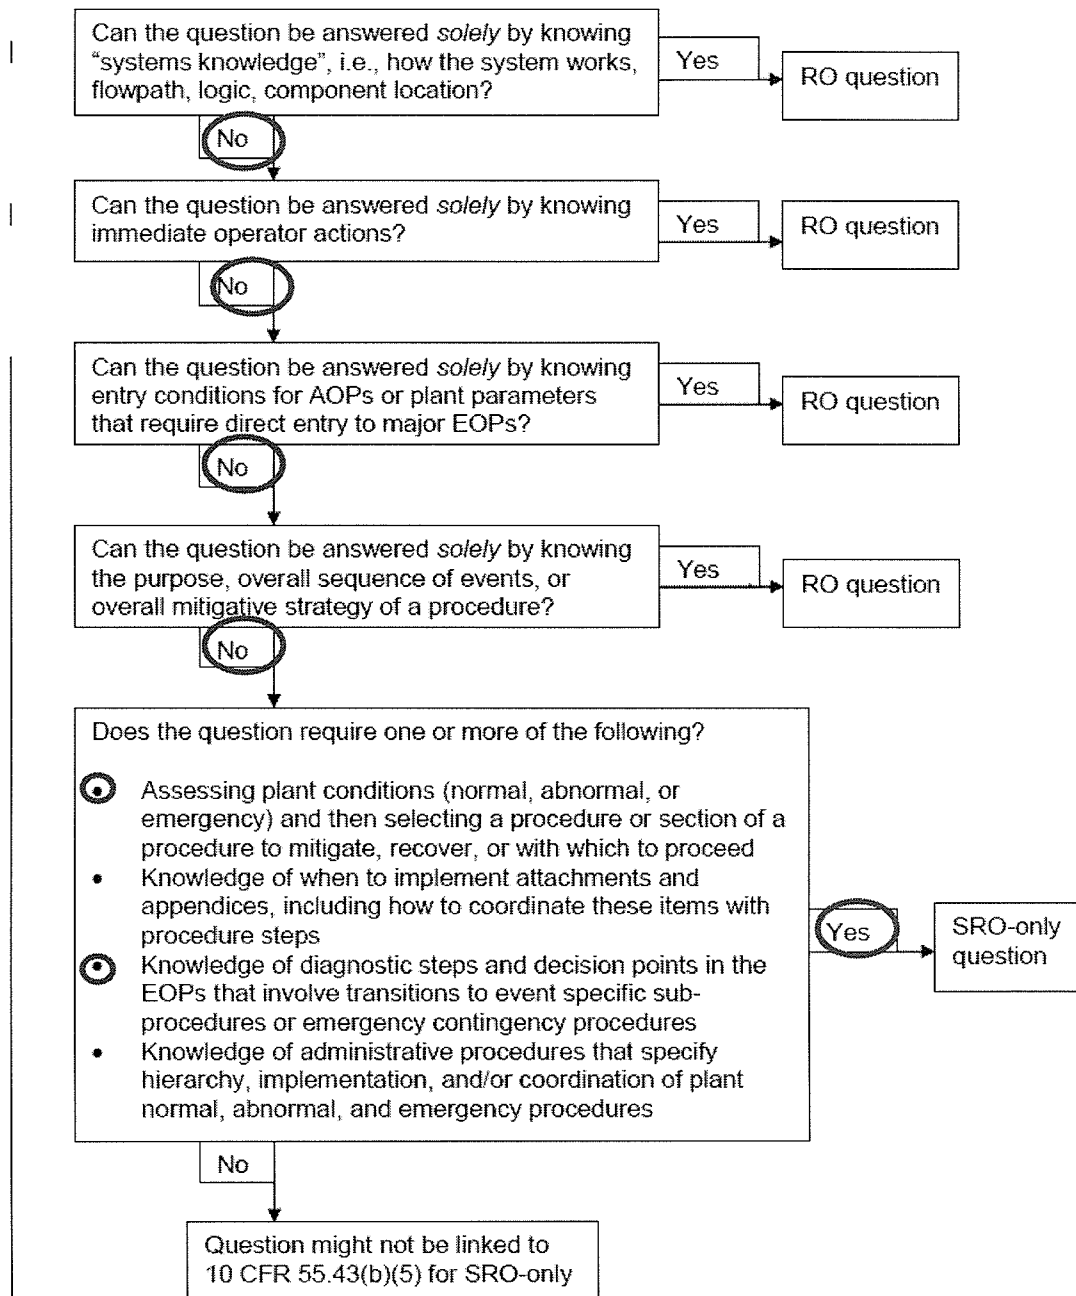 Can the question be answered solely by knowing
"systems knowledge", i.e., how the system works,
flowpath, logic, component location?
Yes
RO question
No
Can the question be answered solely by knowing
immediate operator actions?
Yes
RO question
No
Can the question be answered solely by knowing
entry conditions for AOPs or plant parameters
that require direct entry to major EOPs?
Yes
RO question
No
Can the question be answered solely by knowing
the purpose, overall sequence of events, or
overall mitigative strategy of a procedure?
Yes
RO question
No
Does the question require one or more of the following?
• Assessing plant conditions (normal, abnormal, or
emergency) and then selecting a procedure or section of a
procedure to mitigate, recover, or with which to proceed
• Knowledge of when to implement attachments and
appendices, including how to coordinate these items with
procedure steps
• Knowledge of diagnostic steps and decision points in the
EOPs that involve transitions to event specific sub-
procedures or emergency contingency procedures
• Knowledge of administrative procedures that specify
hierarchy, implementation, and/or coordination of plant
normal, abnormal, and emergency procedures
Yes
SRO-only
question
No
Question might not be linked to
10 CFR 55.43(b)(5) for SRO-only